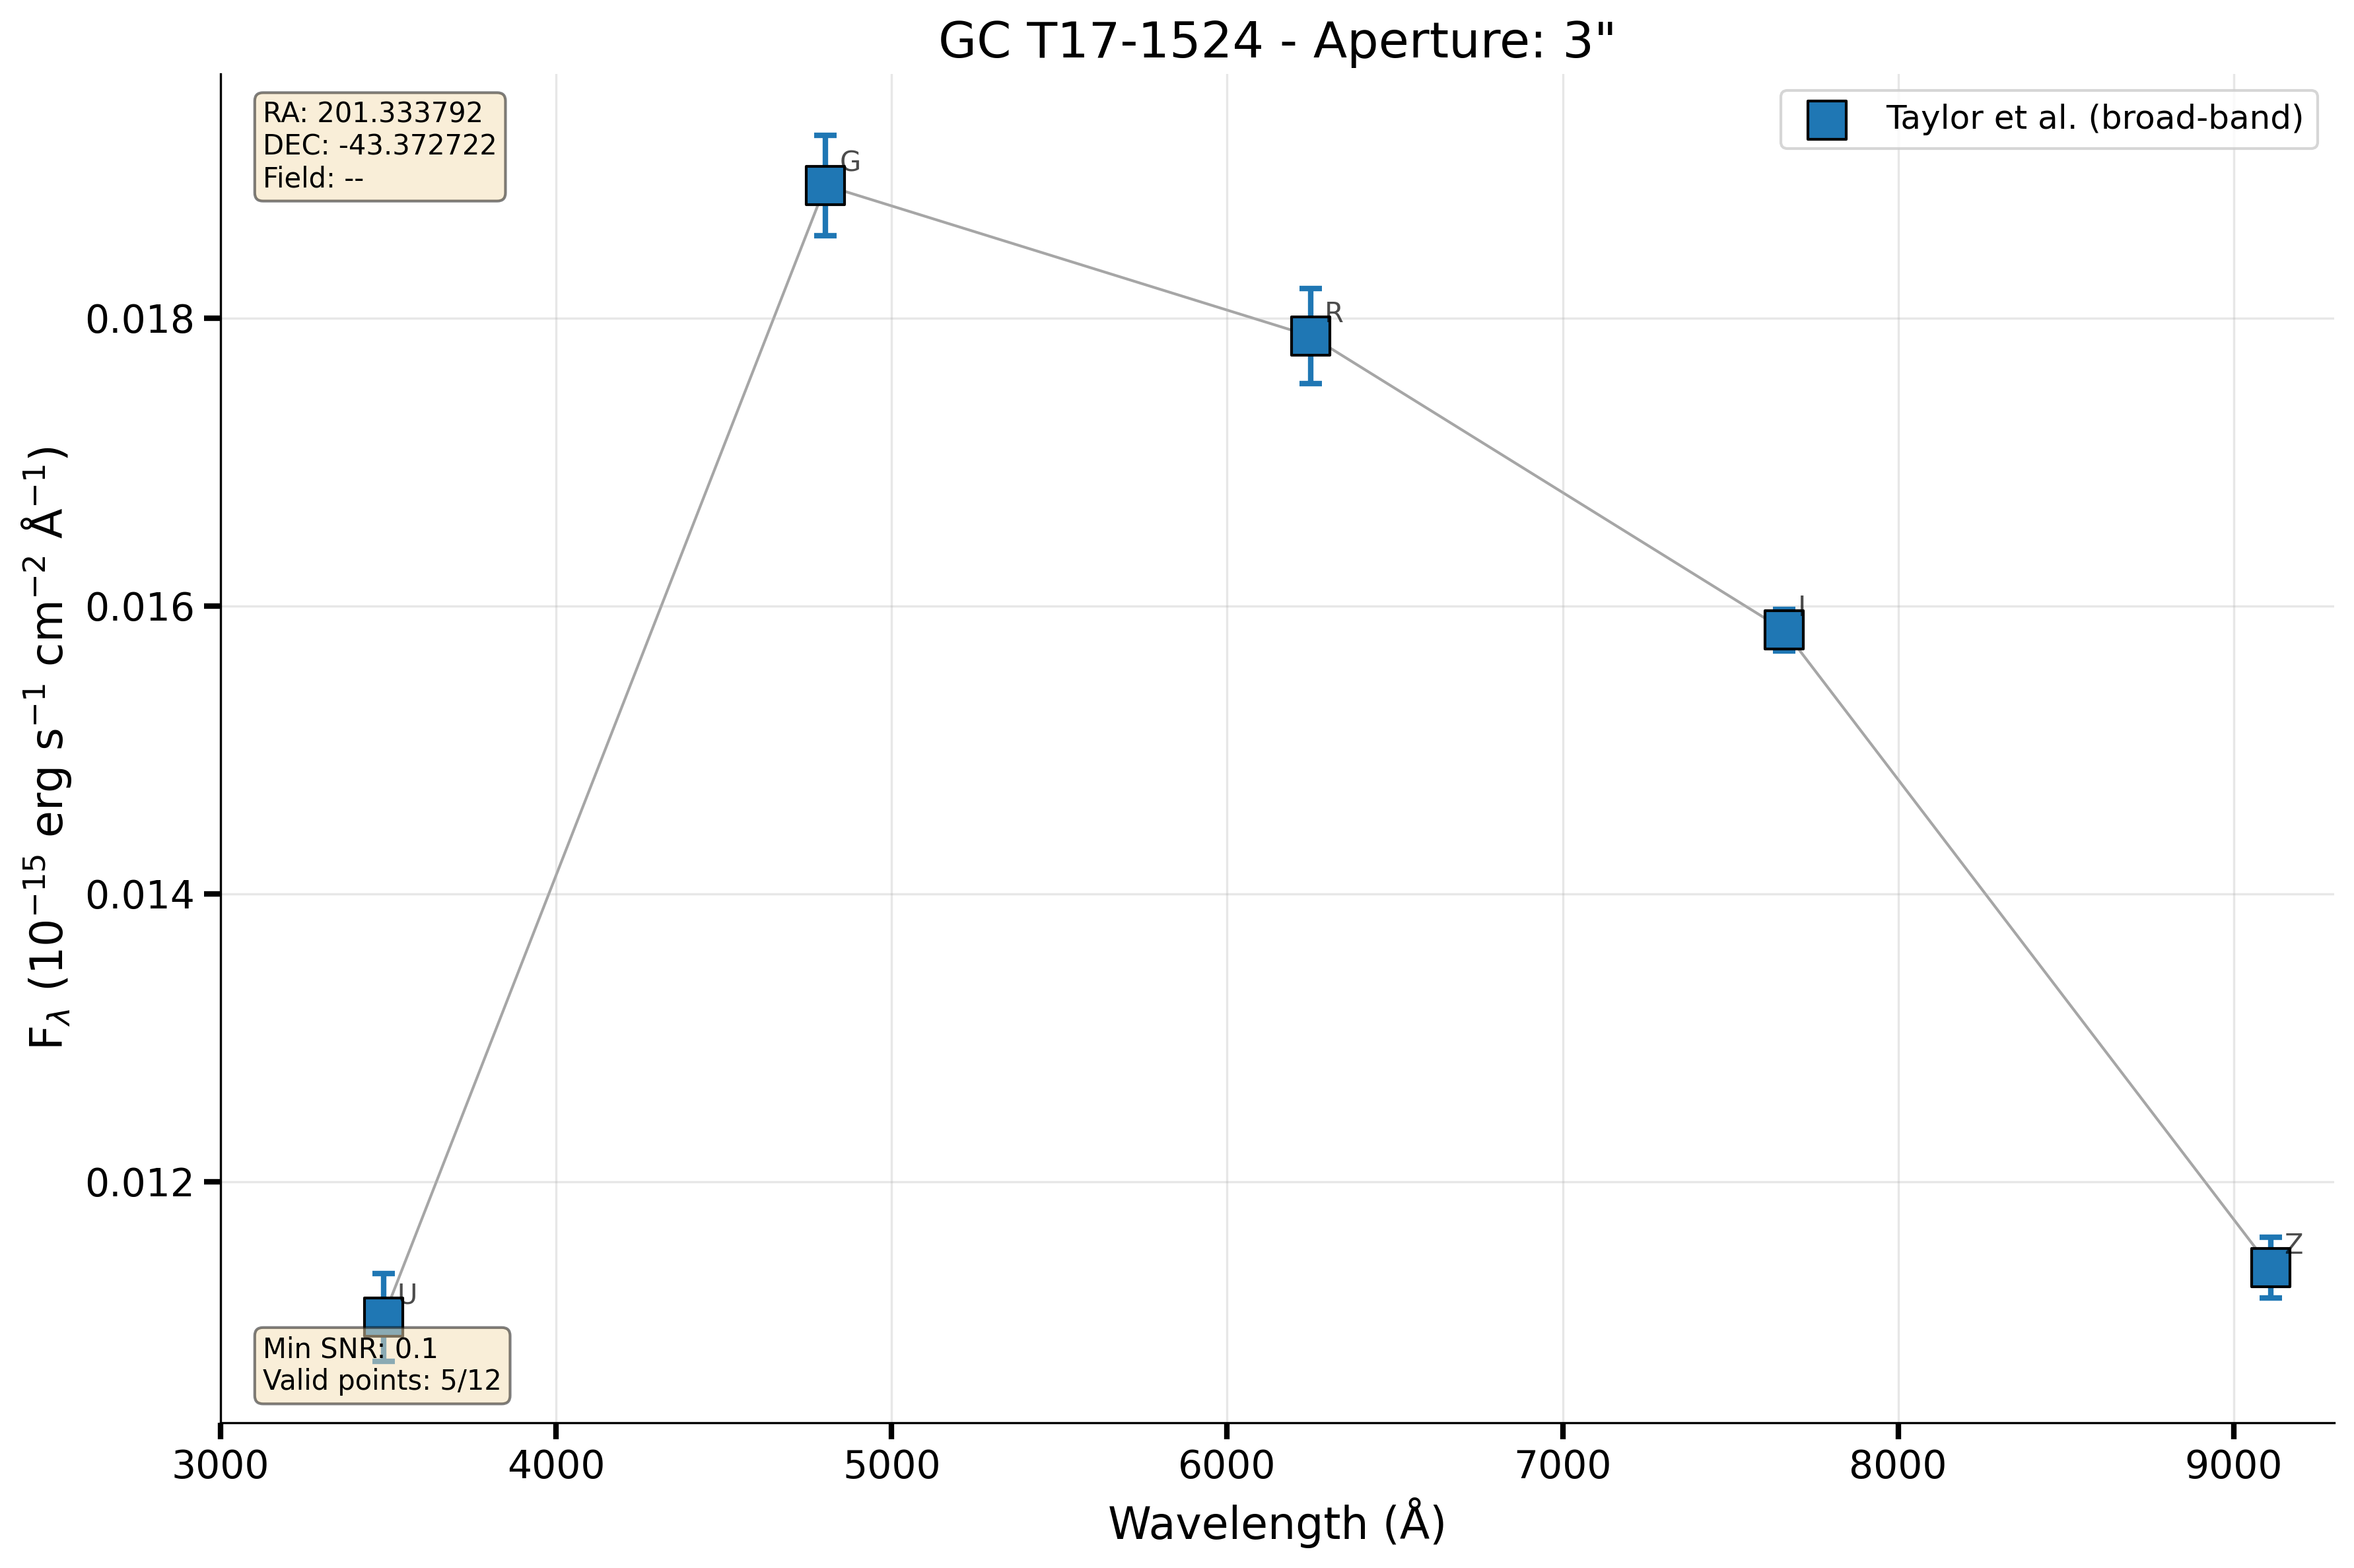 GC T17-1524 - Aperture: 3"
RA: 201.333792
DEC: -43.372722
Field: --
Taylor et al. (broad-band)
G
R
I
U
Z
Min SNR: 0.1
Valid points: 5/12
0.018
0.016
0.014
0.012
F_λ (10⁻¹⁵ erg s⁻¹ cm⁻² Å⁻¹)
3000 4000 5000 6000 7000 8000 9000
Wavelength (Å)